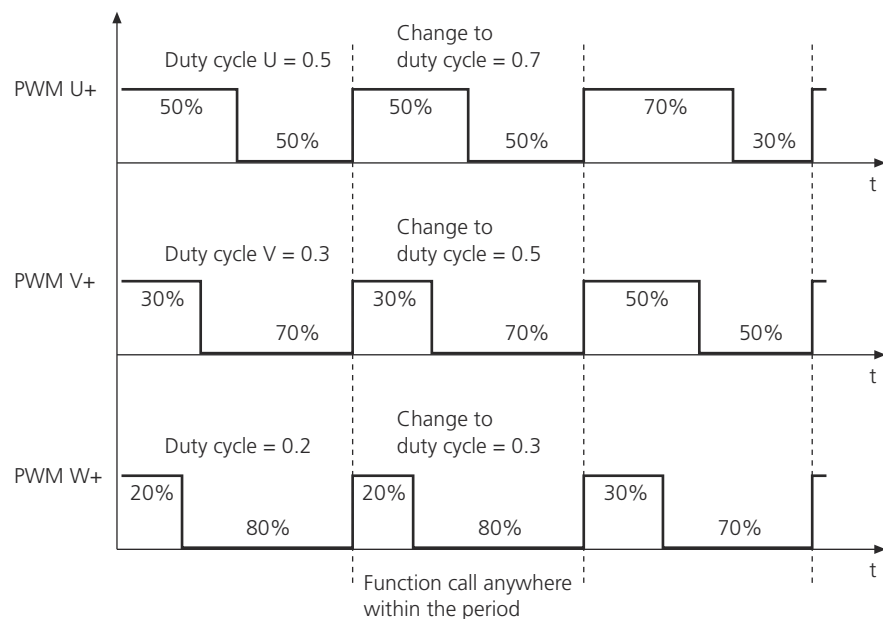 Duty cycle U = 0.5
Change to
duty cycle = 0.7
PWM U+
50%
50%
50%
50%
70%
30%
t
Duty cycle V = 0.3
Change to
duty cycle = 0.5
PWM V+
30%
70%
30%
70%
50%
50%
t
Duty cycle = 0.2
Change to
duty cycle = 0.3
PWM W+
20%
80%
20%
80%
30%
70%
t
Function call anywhere
within the period